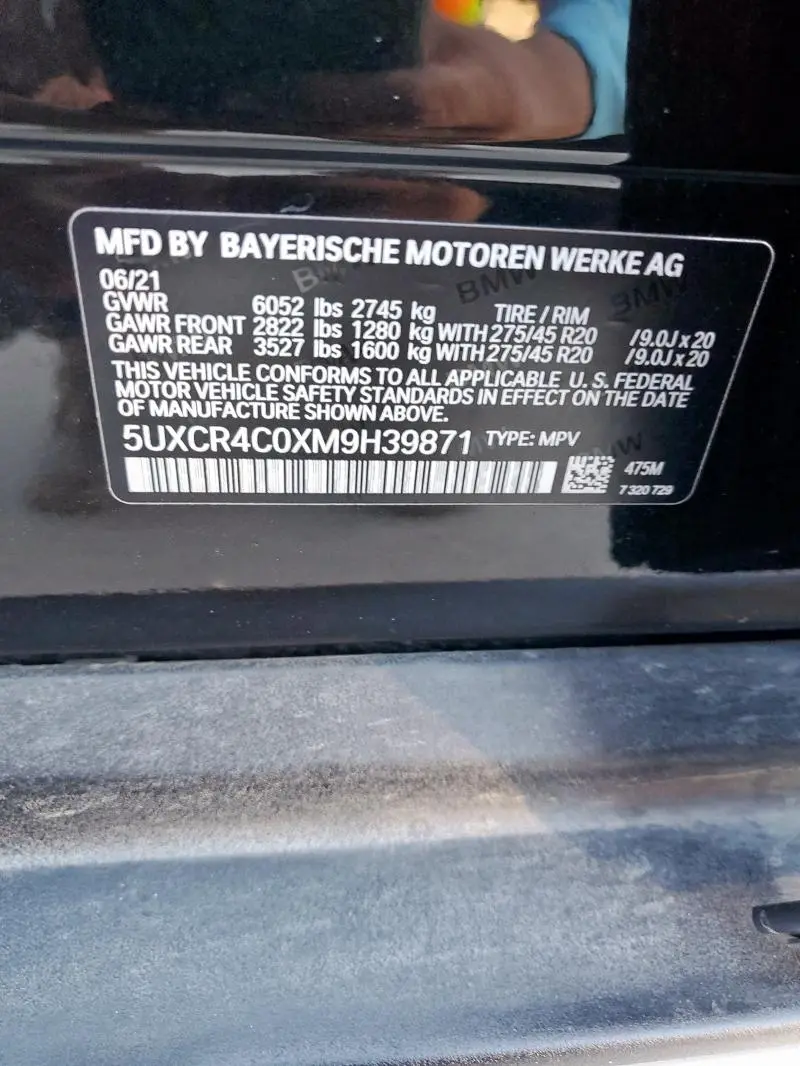 MFD BY BAYERISCHE MOTOREN WERKE AG
06/21
GVWR 6052 lbs 2745 kg TIRE / RIM
GAWR FRONT 2822 lbs 1280 kg WITH 275/45 R20 /9.0J x 20
GAWR REAR 3527 lbs 1600 kg WITH 275/45 R20 /9.0J x 20
THIS VEHICLE CONFORMS TO ALL APPLICABLE U. S. FEDERAL
MOTOR VEHICLE SAFETY STANDARDS IN EFFECT ON THE DATE
OF MANUFACTURE SHOWN ABOVE.
5UXCR4C0XM9H39871 TYPE: MPV
475M
7 320 729
BMW
BMW
BMW